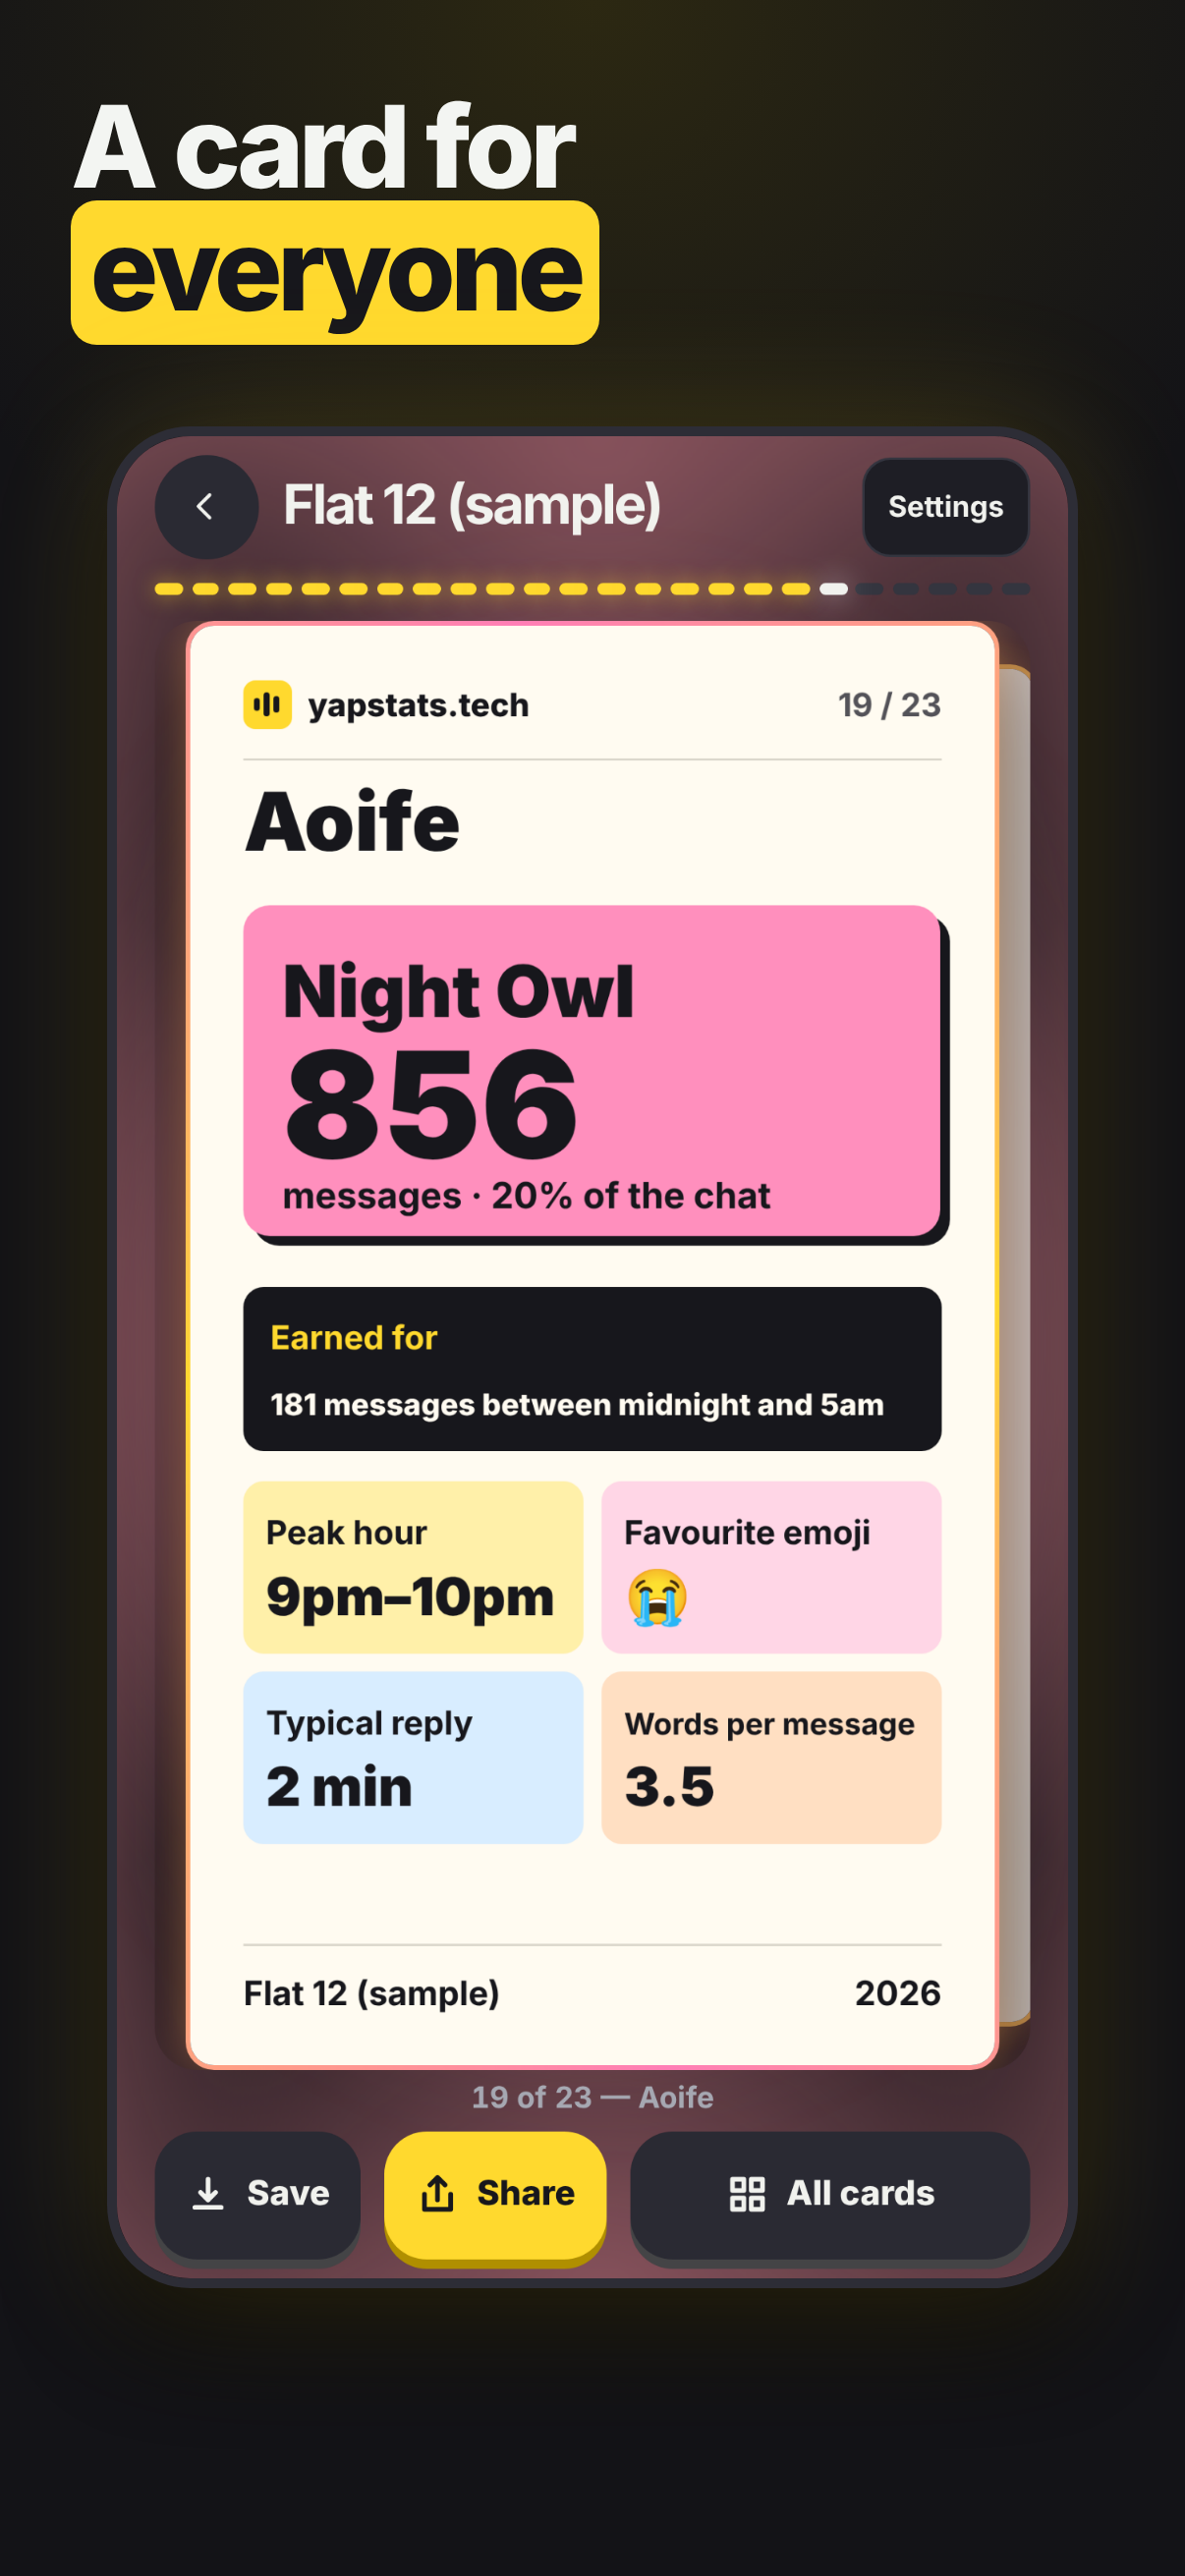 A card for
everyone
Flat 12 (sample)
Settings
yapstats.tech
19 / 23
Aoife
Night Owl
856
messages · 20% of the chat
Earned for
181 messages between midnight and 5am
Peak hour
9pm–10pm
Favourite emoji
😭
Typical reply
2 min
Words per message
3.5
Flat 12 (sample)
2026
19 of 23 — Aoife
Save
Share
All cards